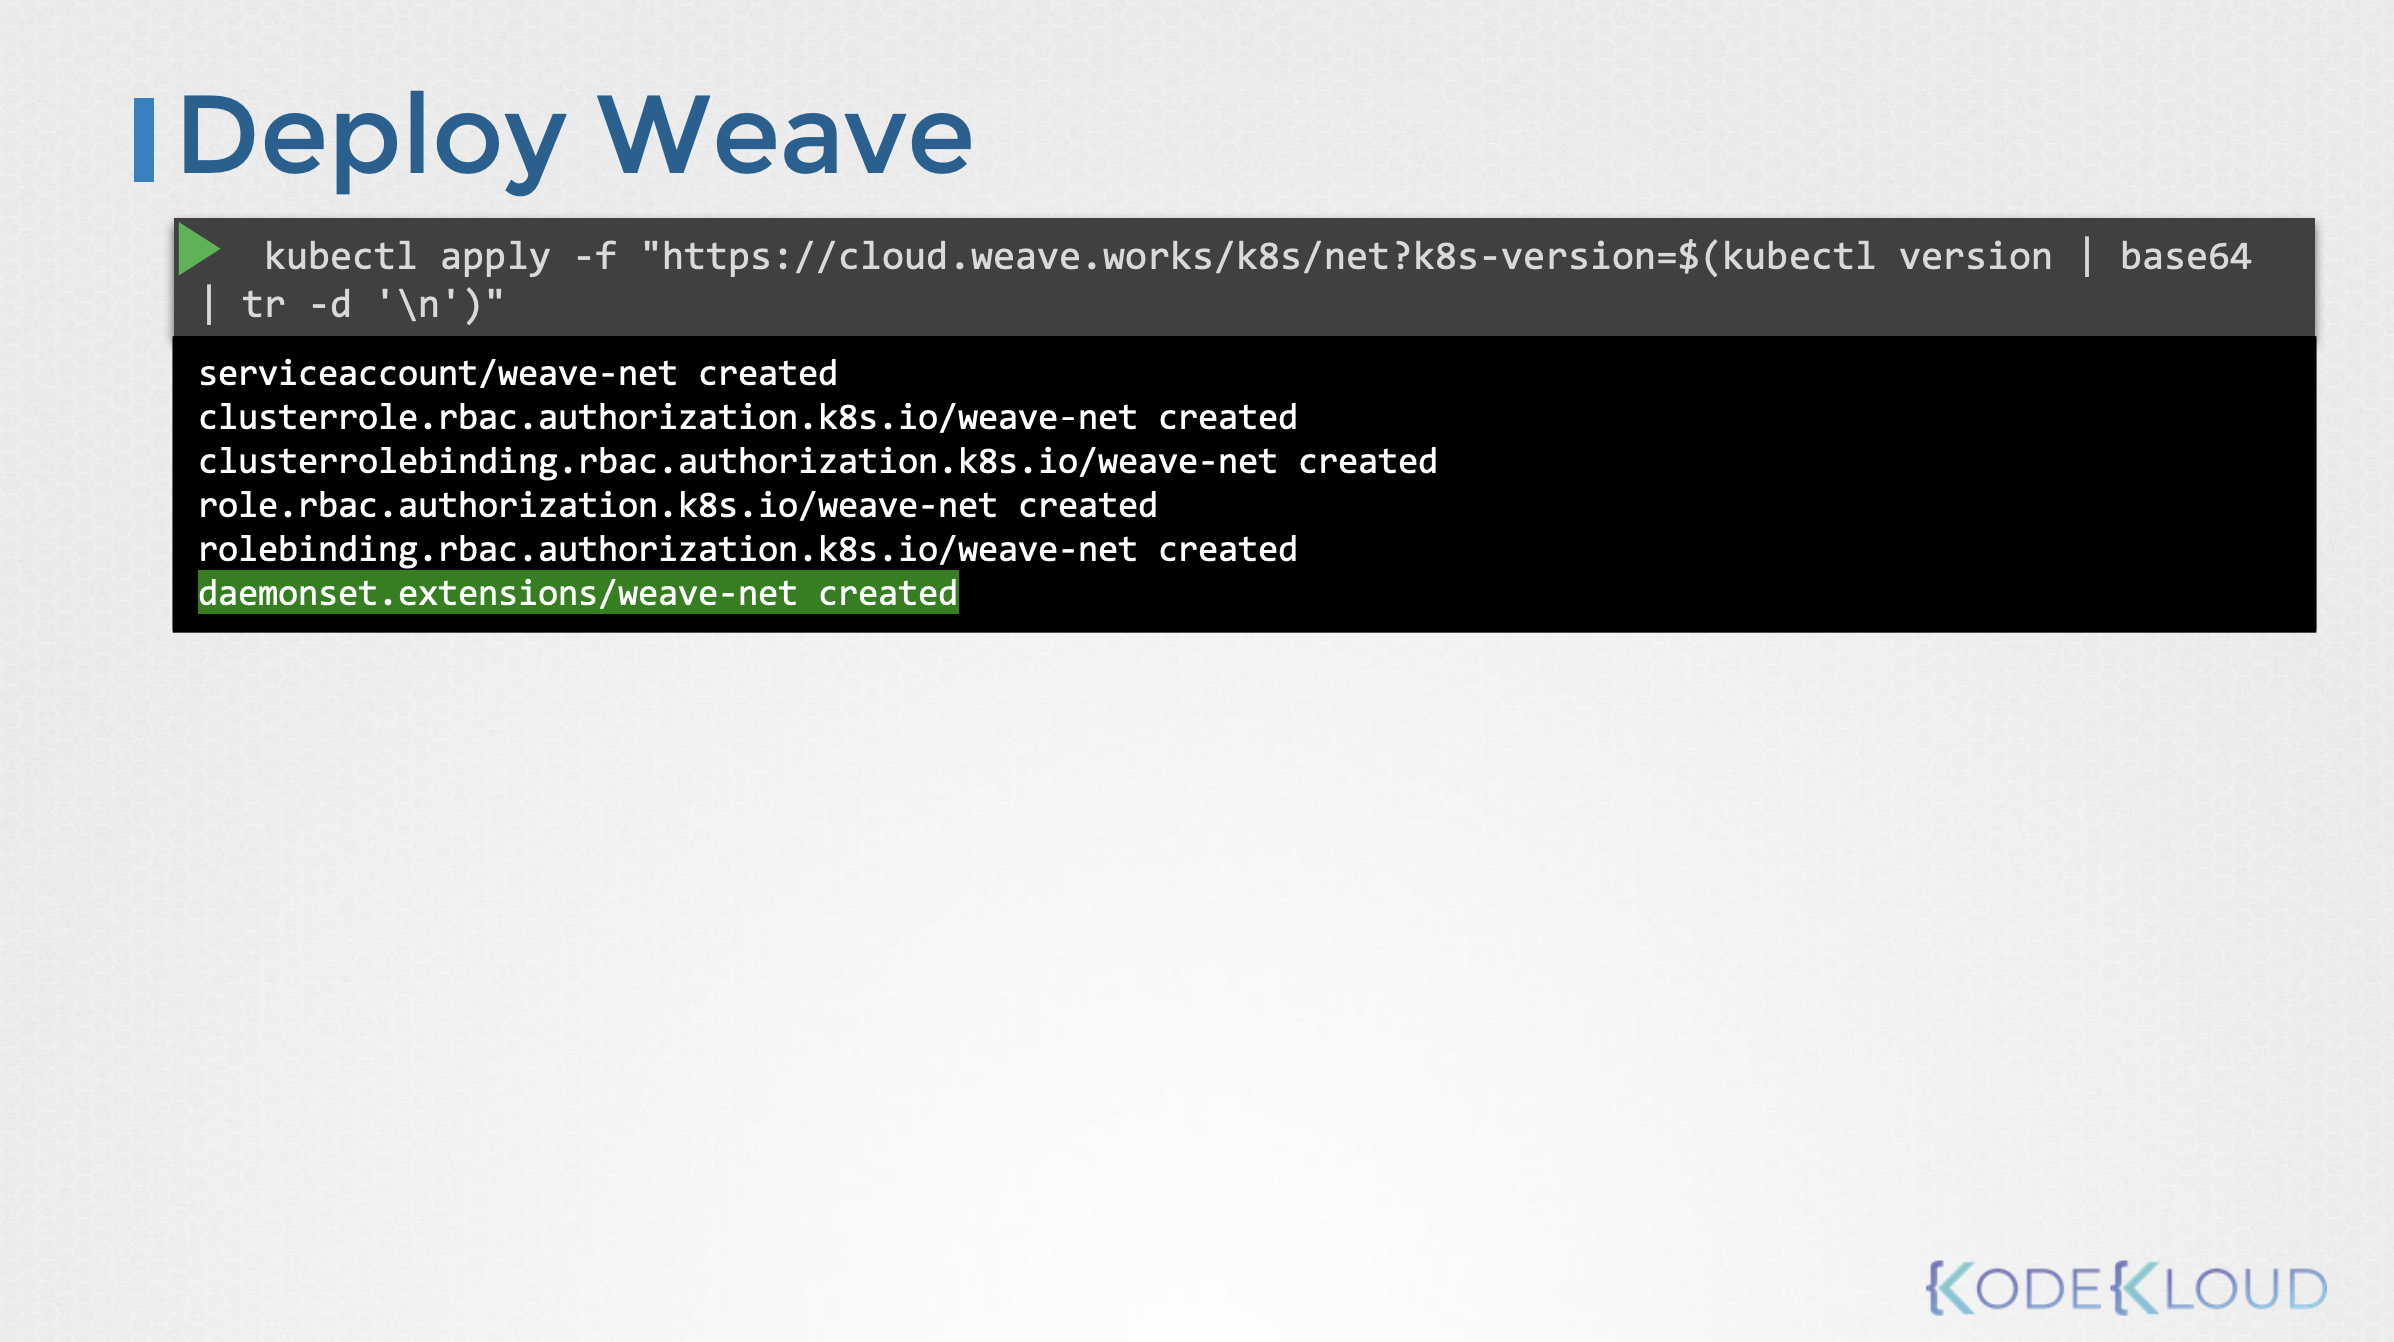 Deploy Weave
kubectl apply -f "https://cloud.weave.works/k8s/net?k8s-version=$(kubectl version | base64
| tr -d '\n')"
serviceaccount/weave-net created
clusterrole.rbac.authorization.k8s.io/weave-net created
clusterrolebinding.rbac.authorization.k8s.io/weave-net created
role.rbac.authorization.k8s.io/weave-net created
rolebinding.rbac.authorization.k8s.io/weave-net created
daemonset.extensions/weave-net created
{KODE{KLOUD